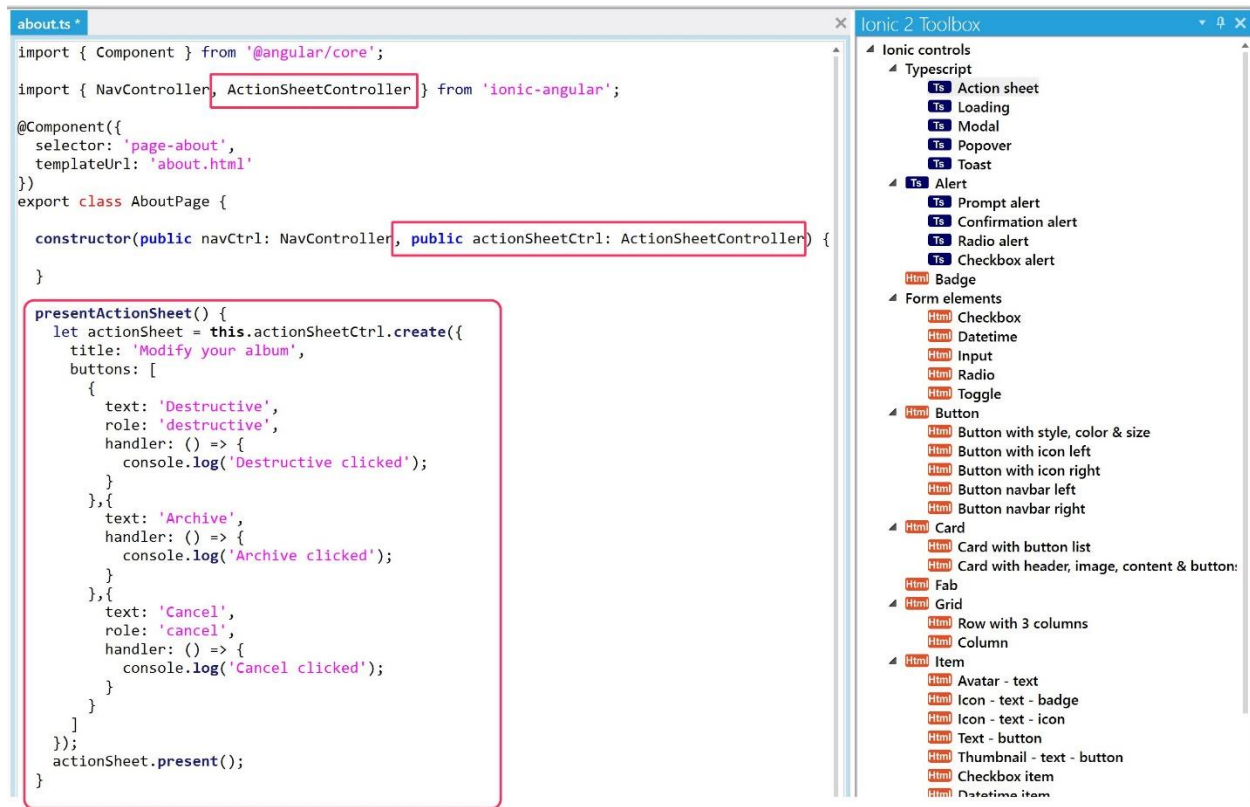 about.ts *
import { Component } from '@angular/core';
import { NavController, ActionSheetController } from 'ionic-angular';
@Component({
selector: 'page-about',
templateUrl: 'about.html'
})
export class AboutPage {
constructor(public navCtrl: NavController, public actionSheetCtrl: ActionSheetController) {
}
presentActionSheet() {
let actionSheet = this.actionSheetCtrl.create({
title: 'Modify your album',
buttons: [
{
text: 'Destructive',
role: 'destructive',
handler: () => {
console.log('Destructive clicked');
}
},{
text: 'Archive',
handler: () => {
console.log('Archive clicked');
}
},{
text: 'Cancel',
role: 'cancel',
handler: () => {
console.log('Cancel clicked');
}
}
]
});
actionSheet.present();
}
Ionic 2 Toolbox
Ionic controls
Typescript
Ts Action sheet
Ts Loading
Ts Modal
Ts Popover
Ts Toast
Ts Alert
Ts Prompt alert
Ts Confirmation alert
Ts Radio alert
Ts Checkbox alert
Html Badge
Form elements
Html Checkbox
Html Datetime
Html Input
Html Radio
Html Toggle
Html Button
Html Button with style, color & size
Html Button with icon left
Html Button with icon right
Html Button navbar left
Html Button navbar right
Html Card
Html Card with button list
Html Card with header, image, content & buttons
Html Fab
Html Grid
Html Row with 3 columns
Html Column
Html Item
Html Avatar - text
Html Icon - text - badge
Html Icon - text - icon
Html Text - button
Html Thumbnail - text - button
Html Checkbox item
Html Datetime item